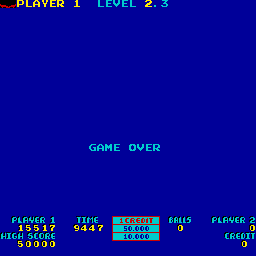 PLAYER 1 LEVEL 2.3
GAME OVER
PLAYER 1 TIME 1CREDIT BALLS PLAYER 2
15517 9447 50.000 0 0
HIGH SCORE 10.000 CREDIT
50000 0